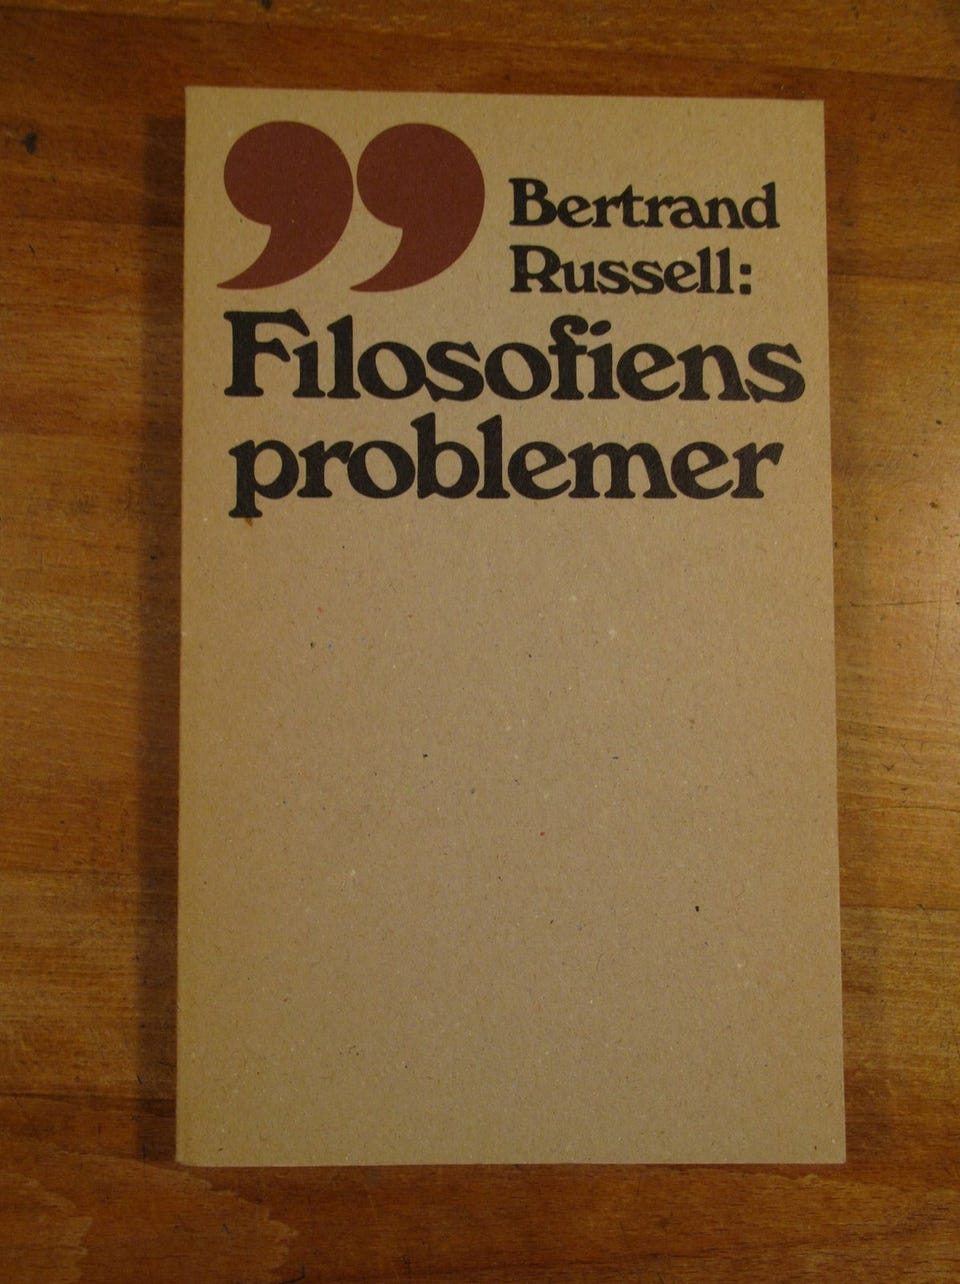 ”
Bertrand
Russell:
Filosofiens
problemer